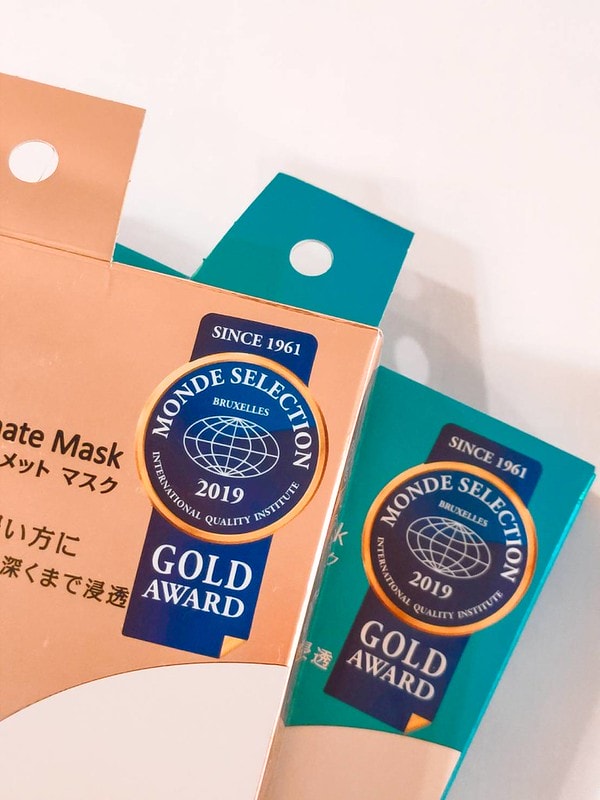 SINCE 1961
MONDE SELECTION
BRUXELLES
2019
INTERNATIONAL QUALITY INSTITUTE
GOLD
AWARD
Mask
メット マスク
い方に
深くまで浸透
SINCE 1961
MONDE SELECTION
BRUXELLES
2019
INTERNATIONAL QUALITY INSTITUTE
GOLD
AWARD
浸透